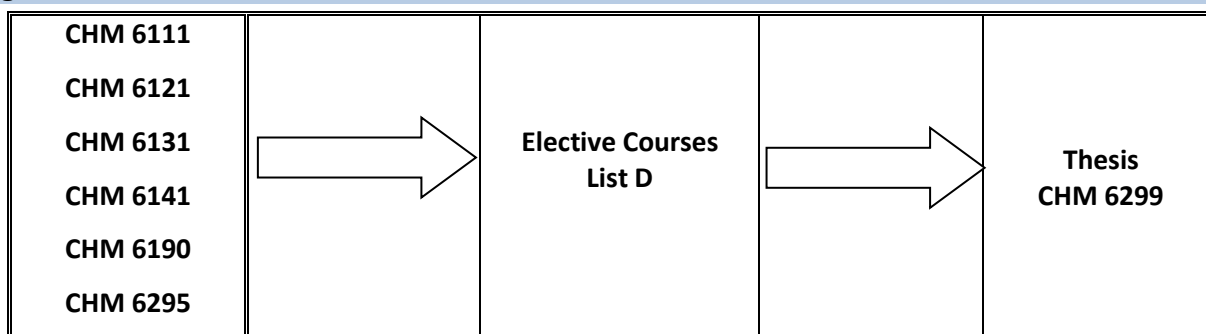 CHM 6111
CHM 6121
CHM 6131
CHM 6141
CHM 6190
CHM 6295
Elective Courses
List D
Thesis
CHM 6299